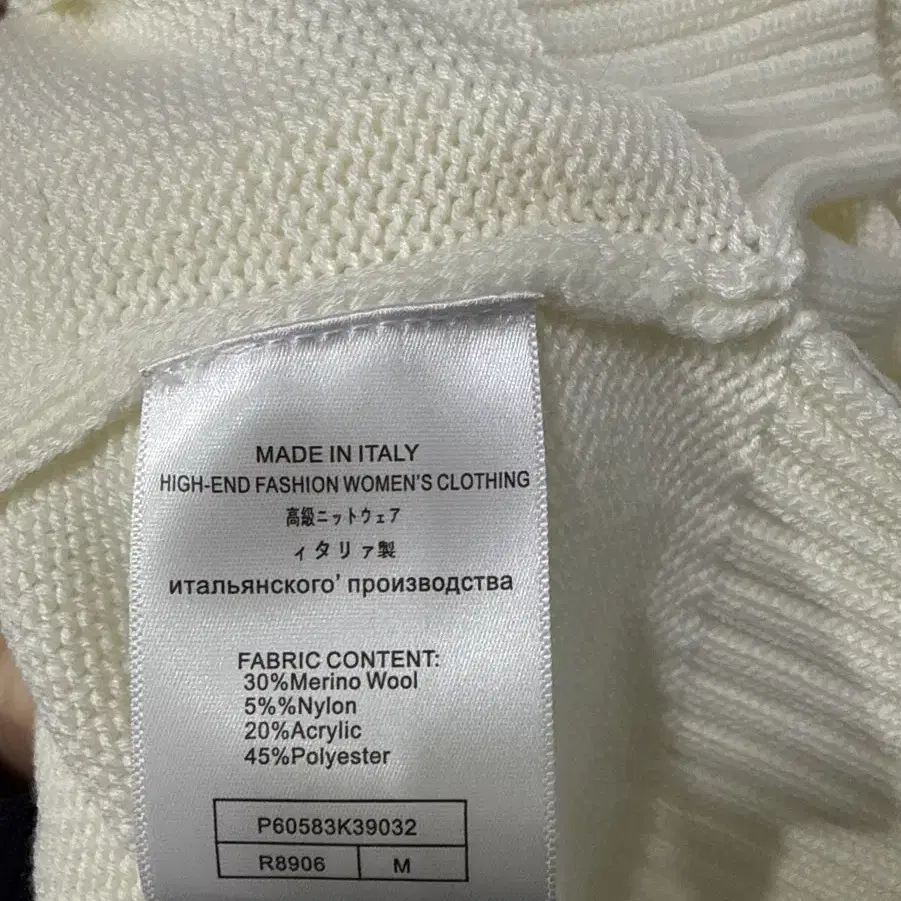 MADE IN ITALY
HIGH-END FASHION WOMEN'S CLOTHING
高級ニットウェア
ィタリァ製
итальянского' производства
FABRIC CONTENT:
30%Merino Wool
5%%Nylon
20%Acrylic
45%Polyester
P60583K39032
R8906 M